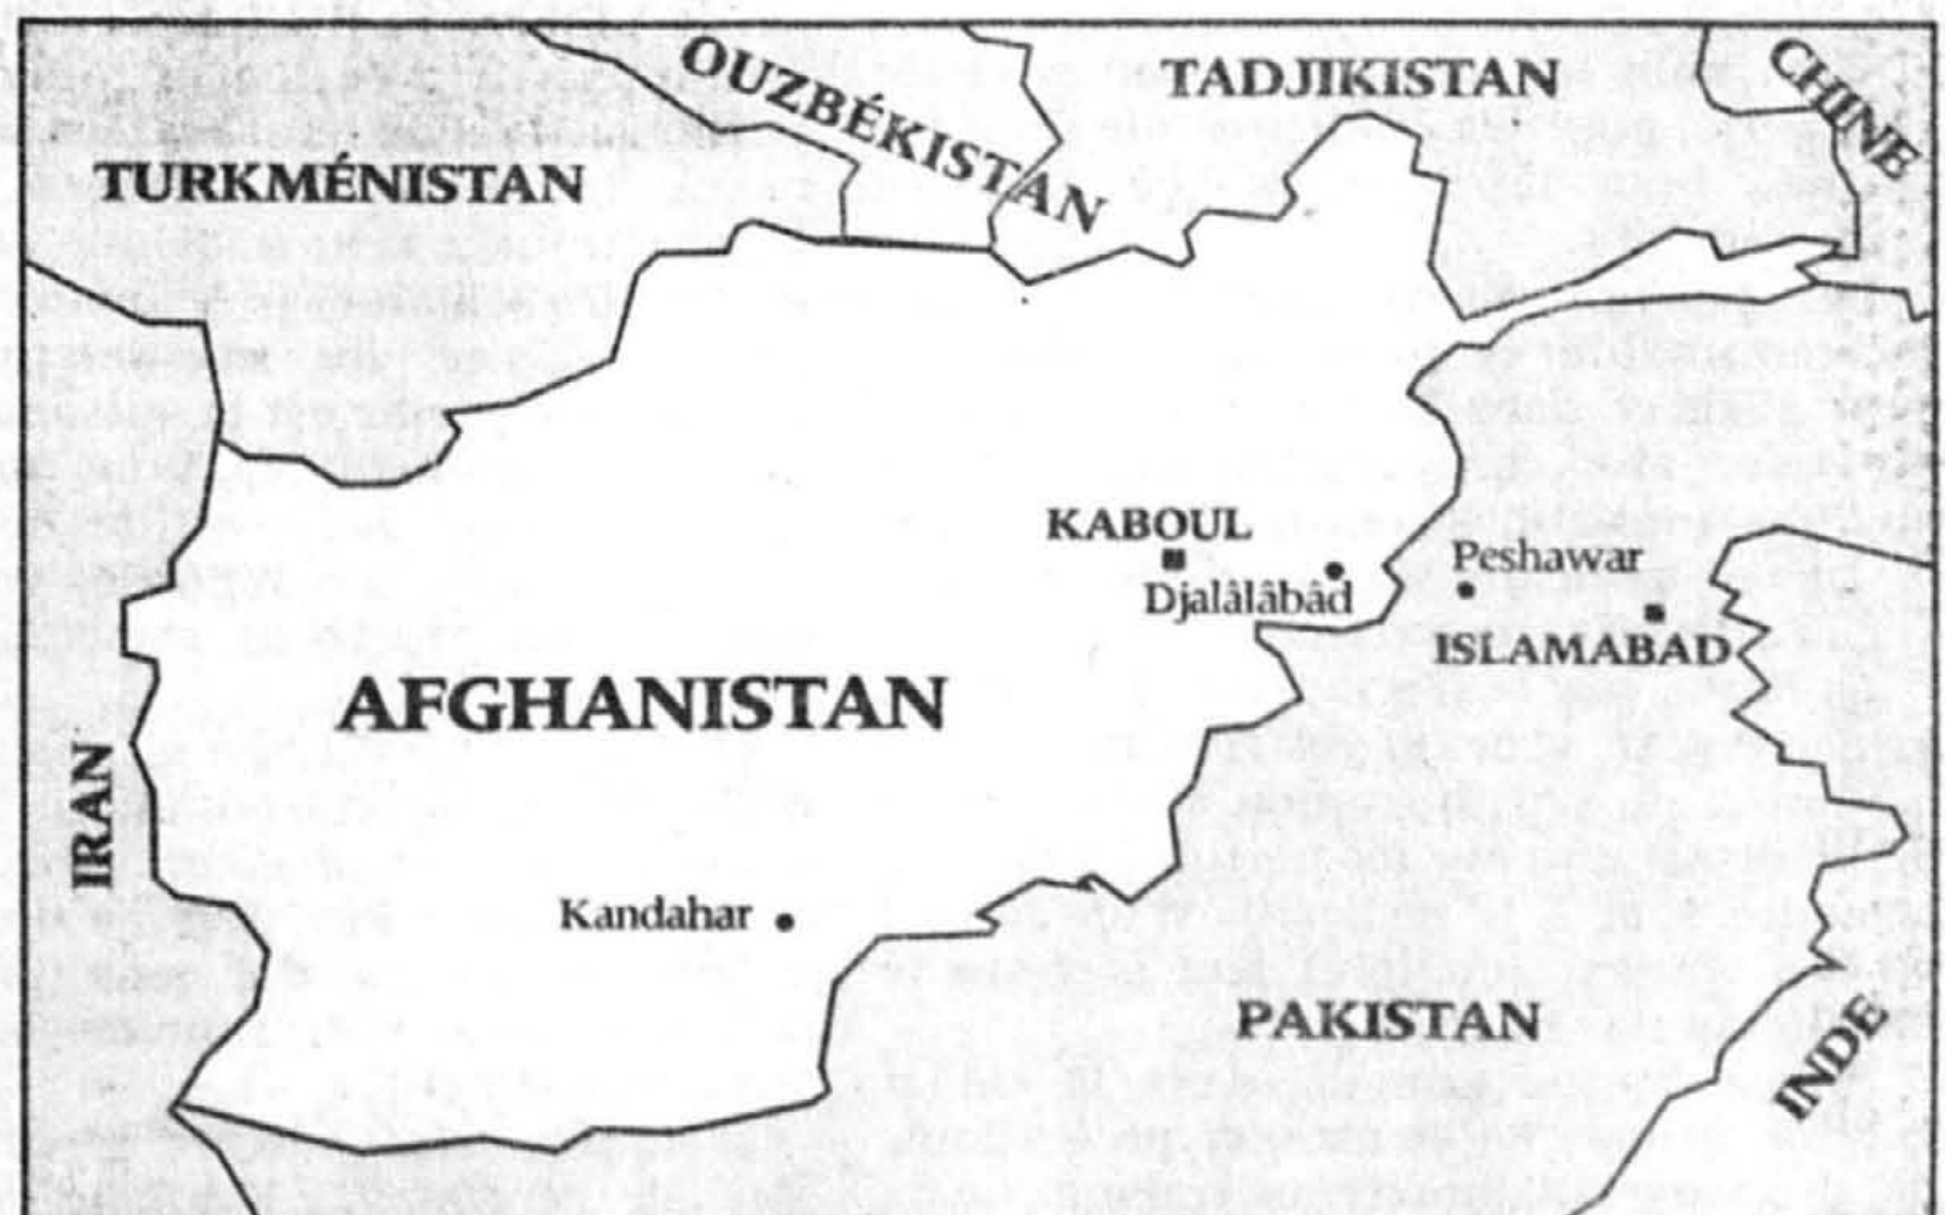 OUZBÉKISTAN
TADJIKISTAN
CHINE
TURKMÉNISTAN
KABOUL
Djalâlâbâd
Peshawar
ISLAMABAD
AFGHANISTAN
IRAN
Kandahar
PAKISTAN
INDE